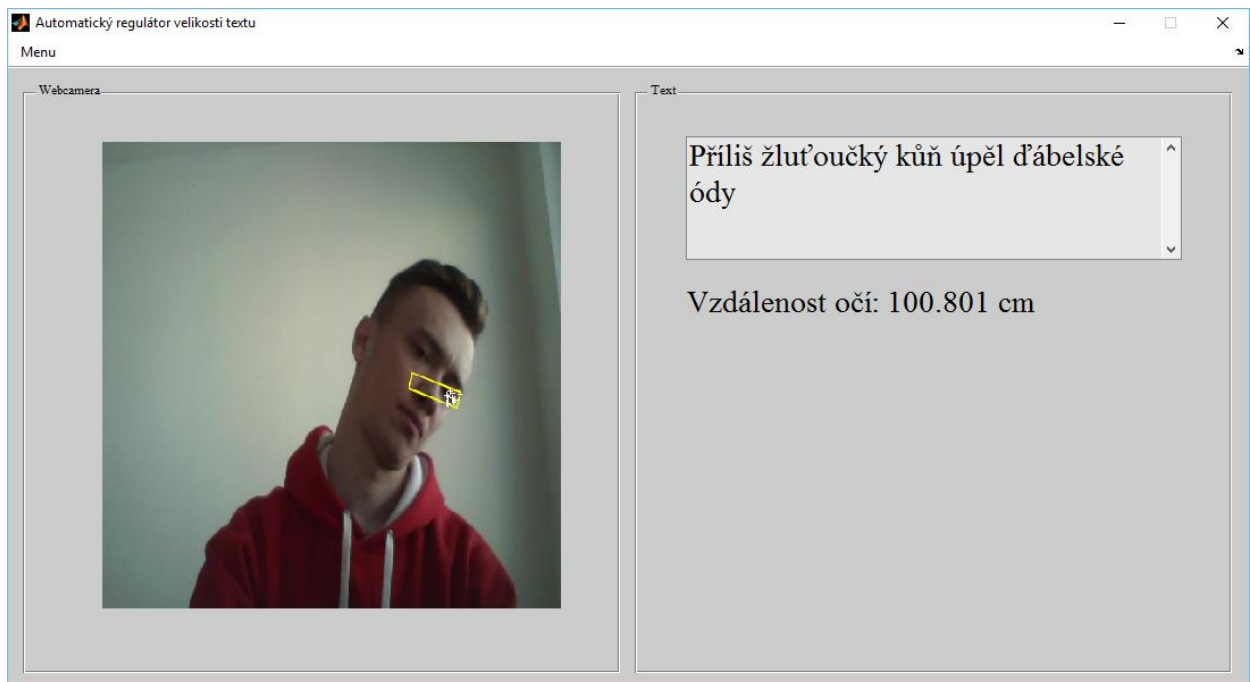 Automatický regulátor velikosti textu
Menu
Webcamera
Text
Příliš žluťoučký kůň úpěl ďábelské
ódy
Vzdálenost očí: 100.801 cm